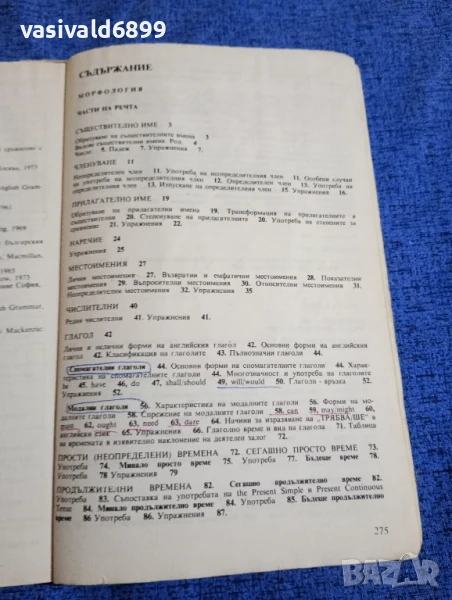 vasivald6899
СЪДЪРЖАНИЕ
МОРФОЛОГИЯ
ЧАСТИ НА РЕЧТА
СЪЩЕСТВИТЕЛНО ИМЕ 3
Образуване на съществителните имена 3
Видове съществителни имена. Род. 4
Число 5. Падеж 7. Упражнения 7.
ЧЛЕНУВАНЕ 11
Неопределителен член 11. Употреба на неопределителния член 11. Особени случаи
на употреба на неопределителния член 12. Определителен член 12. Употреба на
определителния член 13. Изпускане на определителния член 15. Упражнения 16.
ПРИЛАГАТЕЛНО ИМЕ 19
Образуване на прилагателни имена 19. Трансформация на прилагателните в
съществителни 20. Степенуване на прилагателните 20. Употреба на степените за
сравнение 21. Упражнения 22.
НАРЕЧИЕ 24
Упражнения 25.
МЕСТОИМЕНИЯ 27
Лични местоимения 27. Възвратни и емфатични местоимения 28. Показателни
местоимения 29. Въпросителни местоимения 30. Относителни местоимения 31.
Неопределителни местоимения 32. Упражнения 35
ЧИСЛИТЕЛНИ 40
Редни числителни 41. Упражнения 41.
ГЛАГОЛ 42
Лични и нелични форми на английския глагол 42. Основни форми на английския
глагол 42. Класификация на глаголите 43. Пълнозначни глаголи 43.
Спомагателни глаголи 44. Основни форми на спомагателните глаголи 44. Харак-
теристика на спомагателните глаголи 44. Многозначност и употреба на глаголите
be 45, have 46, do 47, shall/should 49, will/would 50. Глаголи - връзка 52.
Упражнения 52.
Модални глаголи 56. Характеристика на модалните глаголи 56. Форми на мо-
далните глаголи 58. Спрежение на модалните глаголи 58, can 59, may/might 60,
must 62, ought 63, need 63, dare 64. Начини за изразяване на "ТРЯБВАШЕ" в
английския език 65. Упражнения 66. Глаголно време и вид на глагола 71. Таблица
на времената в изявително наклонение на деятелен залог 72.
ПРОСТИ (НЕОПРЕДЕЛЕНИ) ВРЕМЕНА 72. СЕГАШНО ПРОСТО ВРЕМЕ 73.
Употреба 74. Минало просто време 75. Употреба 77. Бъдеще време 78.
Употреба 78 Упражнения 79
ПРОДЪЛЖИТЕЛНИ ВРЕМЕНА 82. Сегашно продължително време 82.
Употреба 83. Съпоставка на употребата на the Present Simple и Present Continuous
Tense 84. Минало продължително време 84. Употреба 85. Бъдеще продължително
време 86 Употреба 86. Упражнения 87.
275
БАЗАР